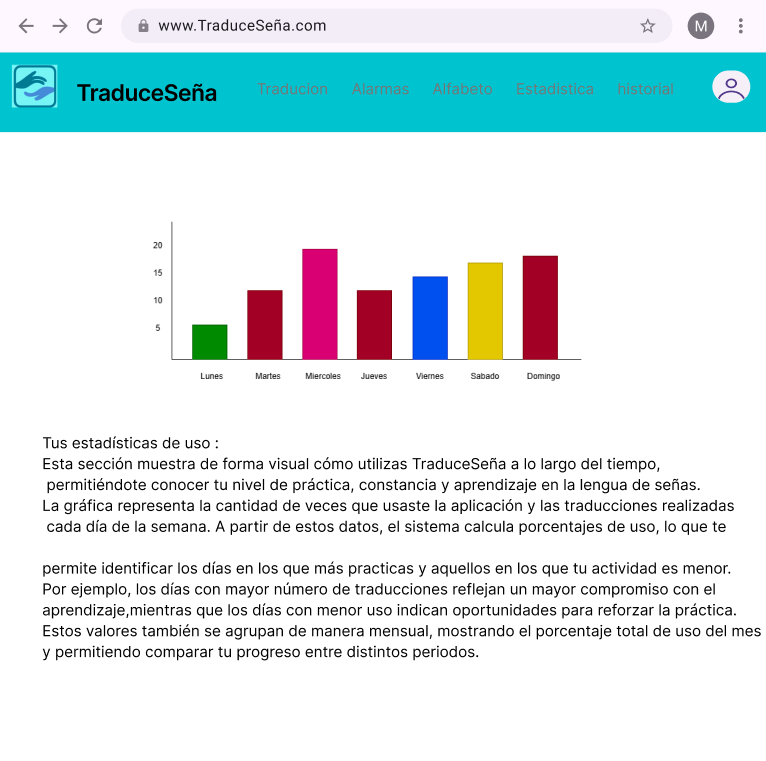 www.TraduceSeña.com
M
TraduceSeña
Traducion Alarmas Alfabeto Estadistica historial
20
15
10
5
Lunes Martes Miercoles Jueves Viernes Sabado Domingo
Tus estadísticas de uso :
Esta sección muestra de forma visual cómo utilizas TraduceSeña a lo largo del tiempo,
permitiéndote conocer tu nivel de práctica, constancia y aprendizaje en la lengua de señas.
La gráfica representa la cantidad de veces que usaste la aplicación y las traducciones realizadas
cada día de la semana. A partir de estos datos, el sistema calcula porcentajes de uso, lo que te
permite identificar los días en los que más practicas y aquellos en los que tu actividad es menor.
Por ejemplo, los días con mayor número de traducciones reflejan un mayor compromiso con el
aprendizaje,mientras que los días con menor uso indican oportunidades para reforzar la práctica.
Estos valores también se agrupan de manera mensual, mostrando el porcentaje total de uso del mes
y permitiendo comparar tu progreso entre distintos periodos.